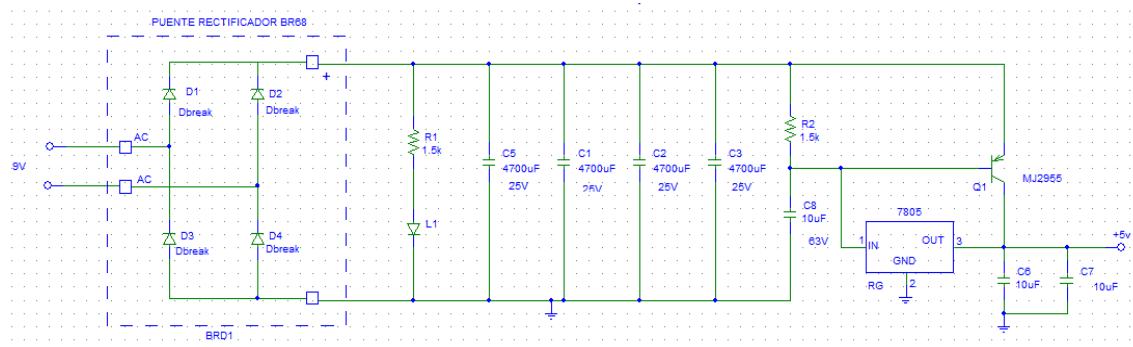 PUENTE RECTIFICADOR BR68
+
D1
Dbreak
D2
Dbreak
AC
9V
AC
D3
Dbreak
D4
Dbreak
BRD1
R1
1.5k
L1
C5
4700uF
25V
C1
4700uF
25V
C2
4700uF
25V
C3
4700uF
25V
R2
1.5k
C8
10uF
63V
Q1
MJ2955
7805
1
IN
OUT
3
GND
2
RG
+5v
C6
10uF
C7
10uF